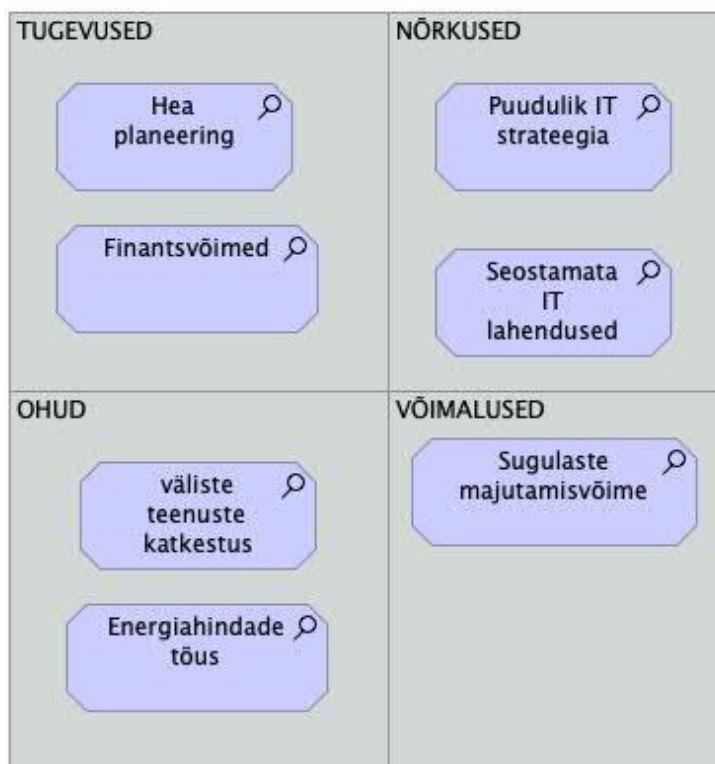 TUGEVUSED
Hea
planeering
Finantsvõimed
NÕRKUSED
Puudulik IT
strateegia
Seostamata
IT
lahendused
OHUD
väliste
teenuste
katkestus
Energiahindade
tõus
VÕIMALUSED
Sugulaste
majutamisvõime